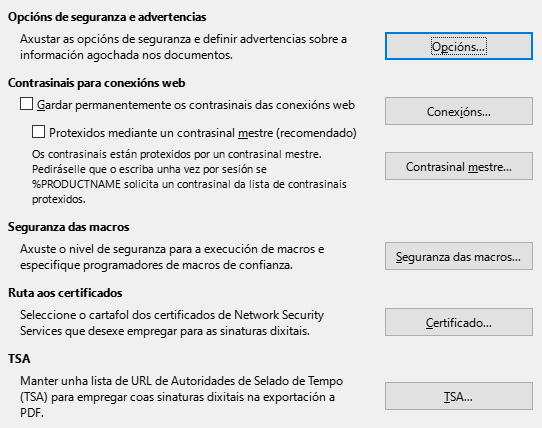 Opcións de seguranza e advertencias
Axustar as opcións de seguranza e definir advertencias sobre a
información agochada nos documentos.
Opcións...
Contrasinais para conexións web
Gardar permanentemente os contrasinais das conexións web
Conexións...
Protexidos mediante un contrasinal mestre (recomendado)
Os contrasinais están protexidos por un contrasinal mestre.
Pediráselle que o escriba unha vez por sesión se
%PRODUCTNAME solicita un contrasinal da lista de contrasinais
protexidos.
Contrasinal mestre...
Seguranza das macros
Axuste o nivel de seguranza para a execución de macros e
especifique programadores de macros de confianza.
Seguranza das macros...
Ruta aos certificados
Seleccione o cartafol dos certificados de Network Security
Services que desexe empregar para as sinaturas dixitais.
Certificado...
TSA
Manter unha lista de URL de Autoridades de Selado de Tempo
(TSA) para empregar coas sinaturas dixitais na exportación a
PDF.
TSA...